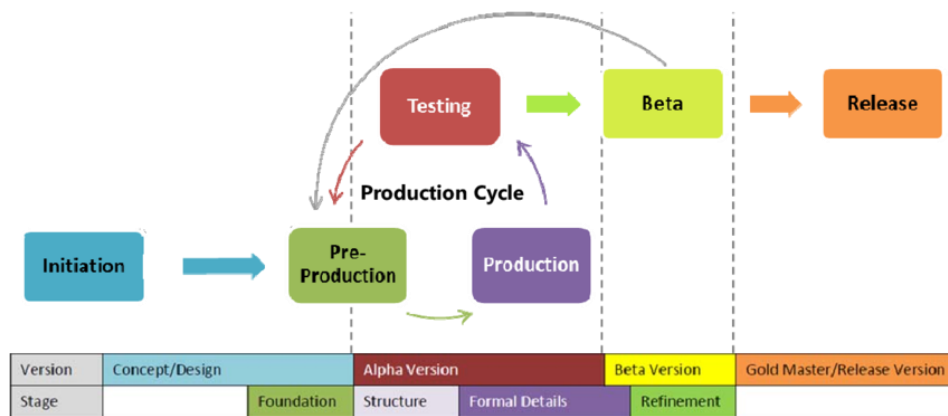 Testing
Beta
Release
Production Cycle
Initiation
Pre-
Production
Production
Version Concept/Design Alpha Version Beta Version Gold Master/Release Version
Stage Foundation Structure Formal Details Refinement